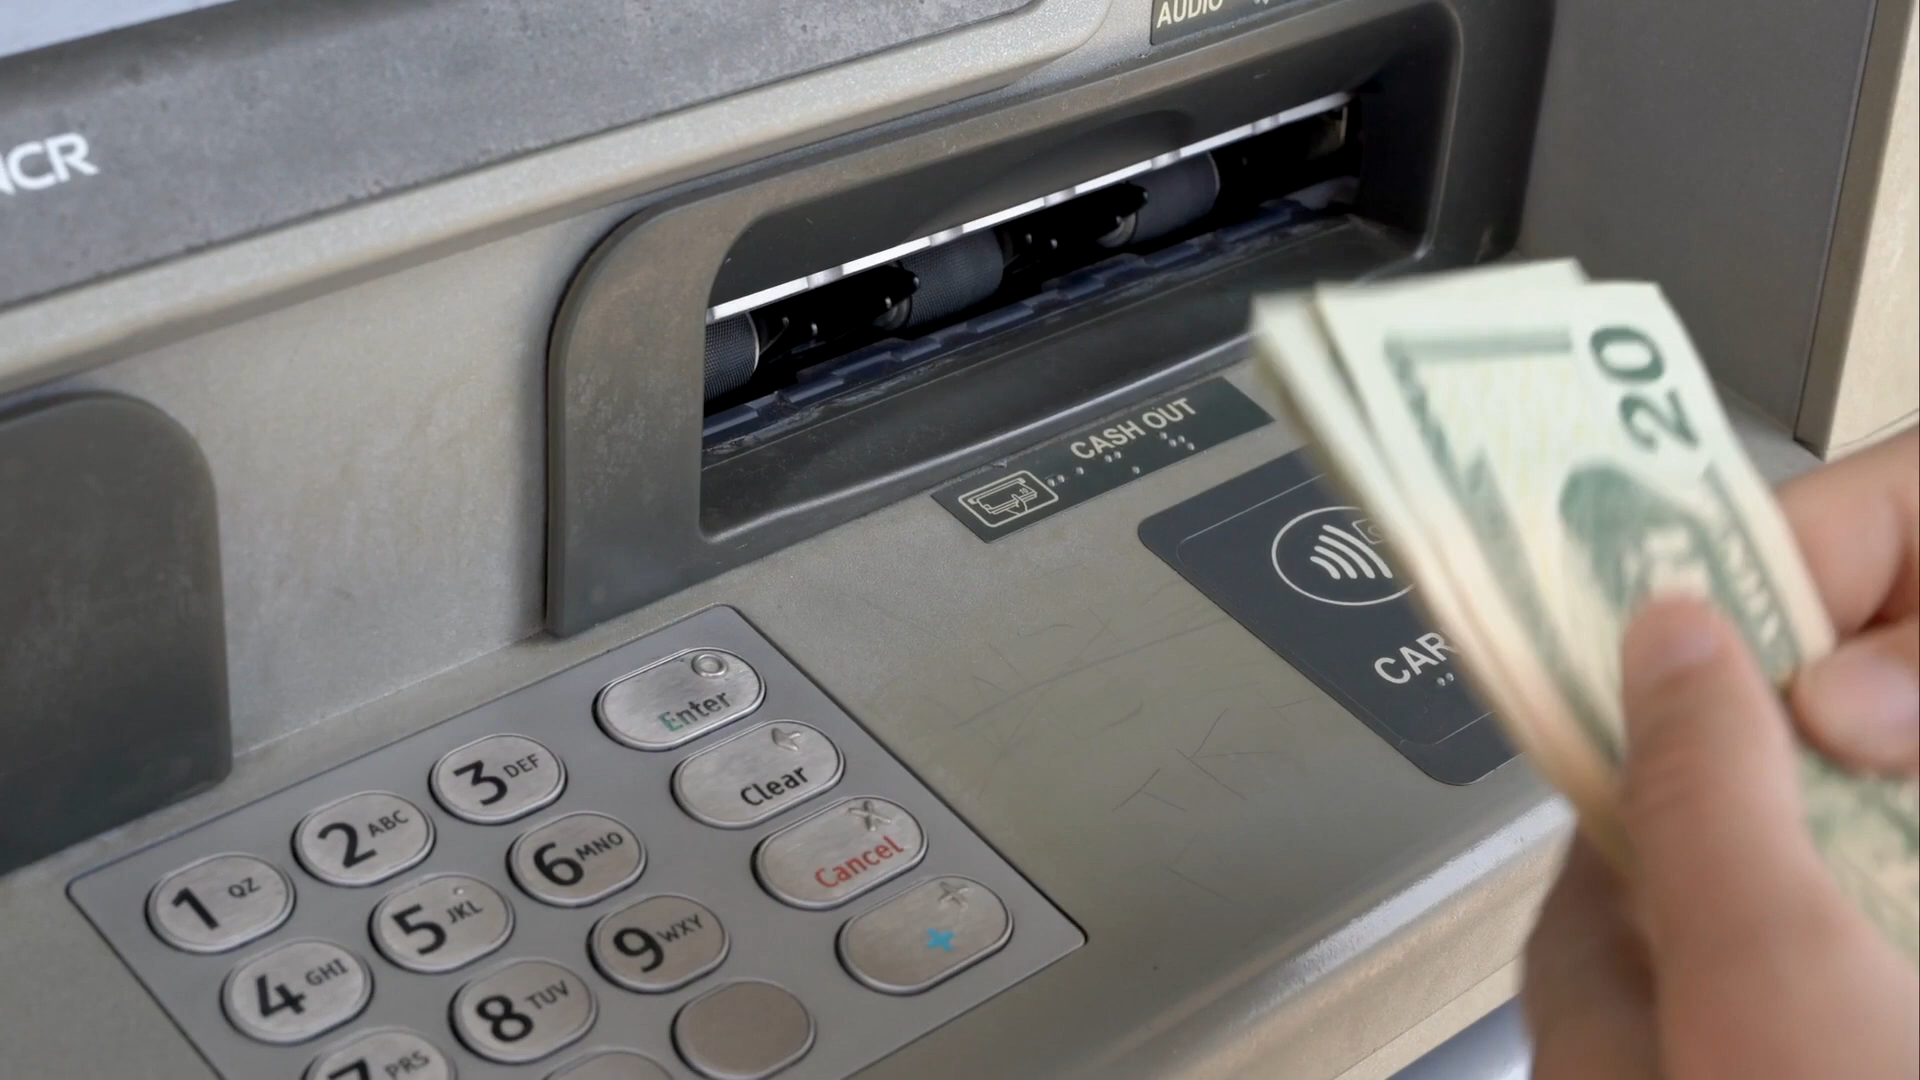 AUDIO
NCR
20
CASH OUT
Enter
3 DEF
Clear
2 ABC
6 MNO
Cancel
1 QZ
5 JKL
9 WXY
+
4 GHI
8 TUV
7 PRS